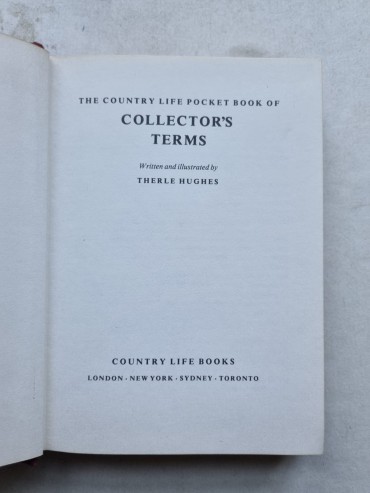 THE COUNTRY LIFE POCKET BOOK OF
COLLECTOR'S
TERMS
Written and illustrated by
THERLE HUGHES
COUNTRY LIFE BOOKS
LONDON · NEW YORK · SYDNEY · TORONTO